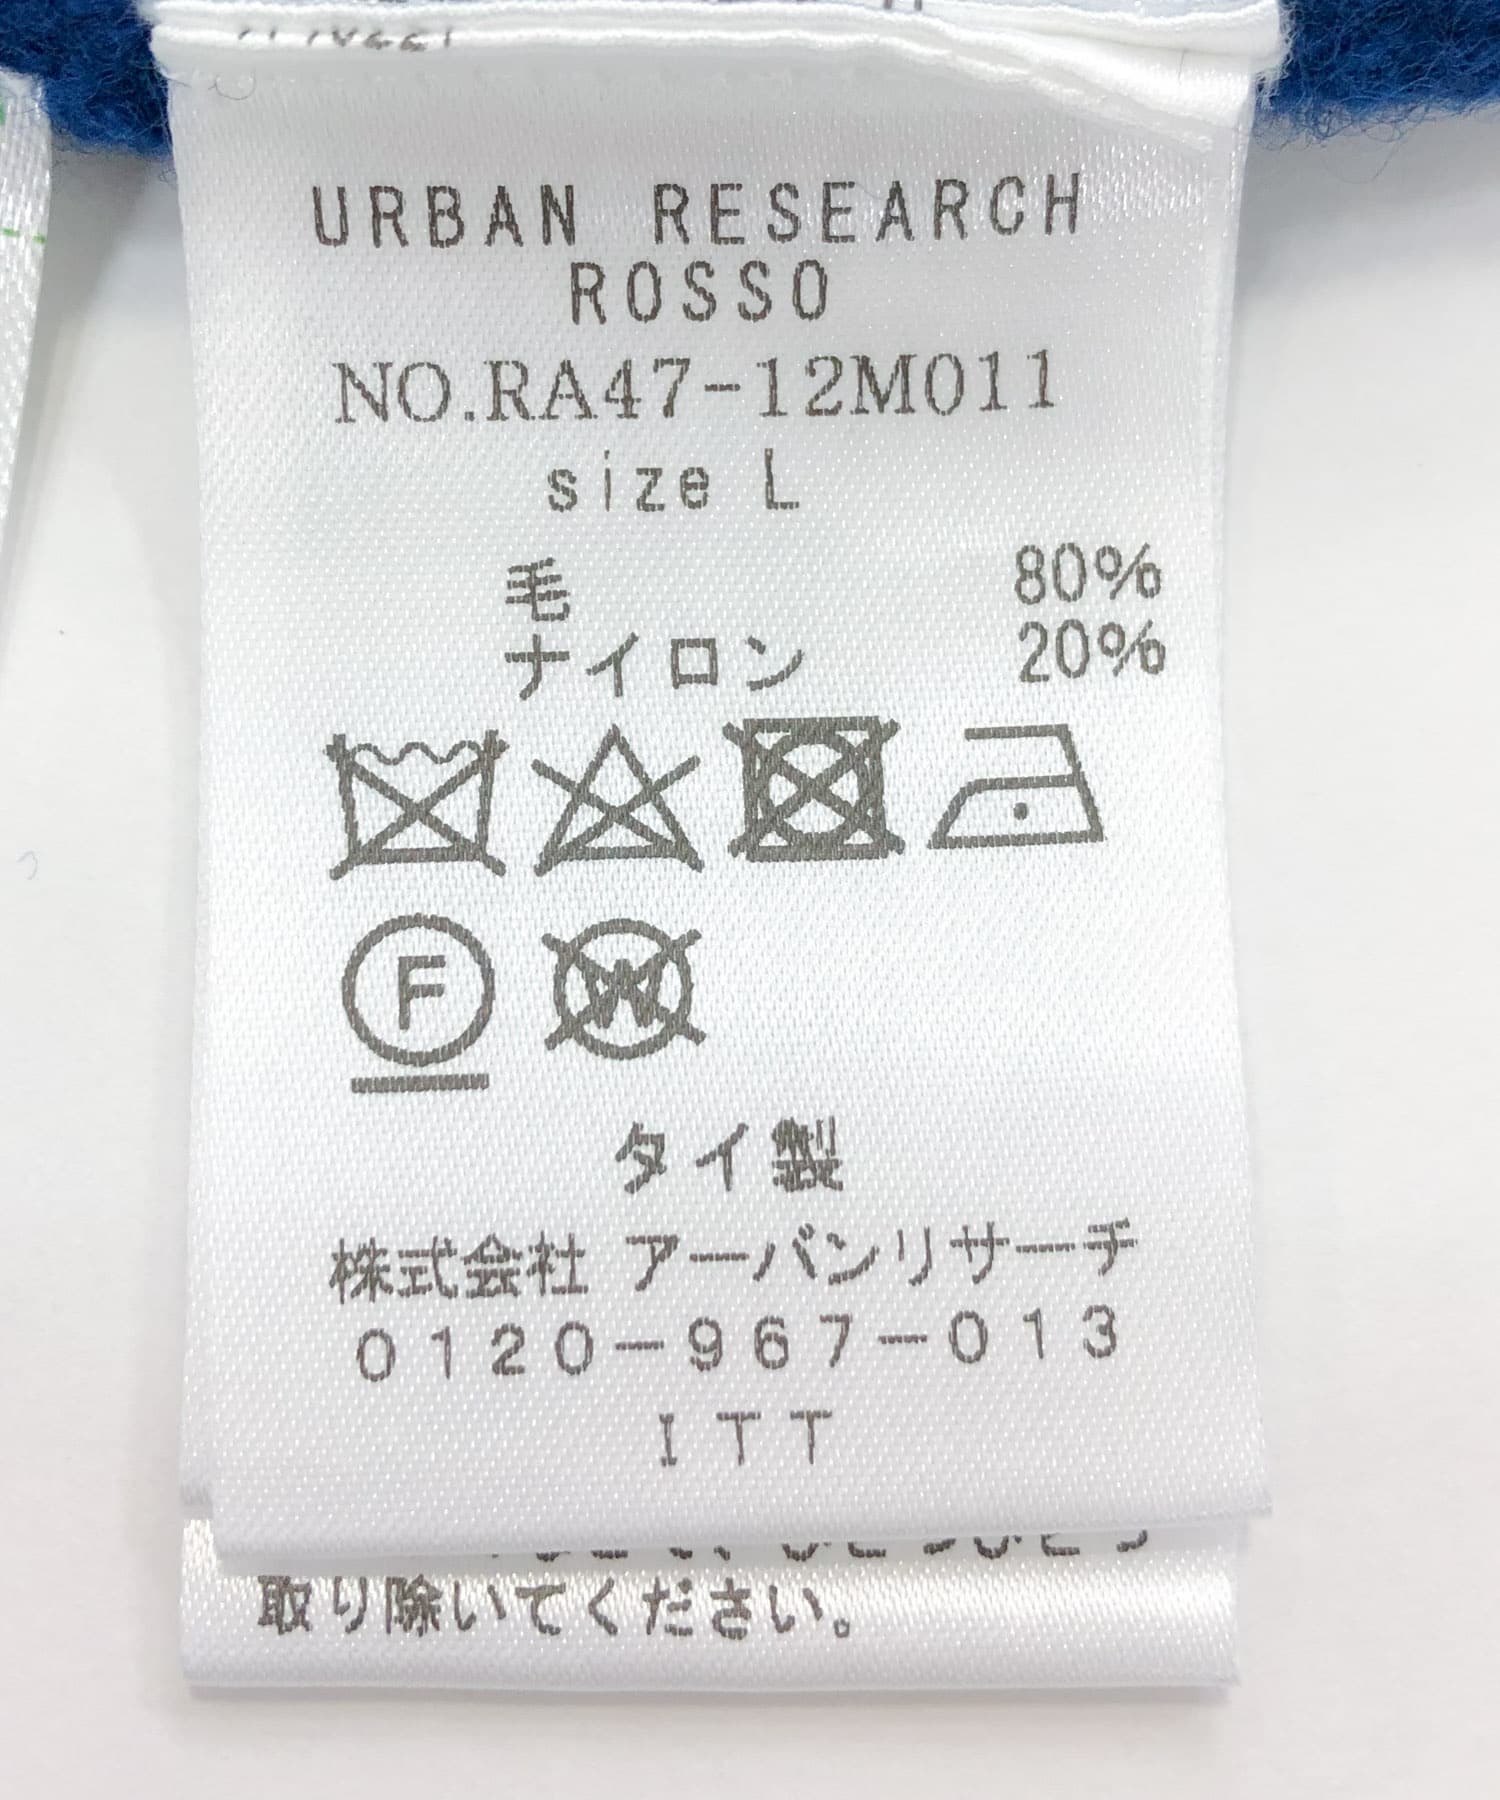 URBAN RESEARCH
ROSSO
NO.RA47-12M011
size L
毛 80%
ナイロン 20%
F W
タイ製
株式会社 アーバンリサーチ
0120-967-013
ITT
取り除いてください。